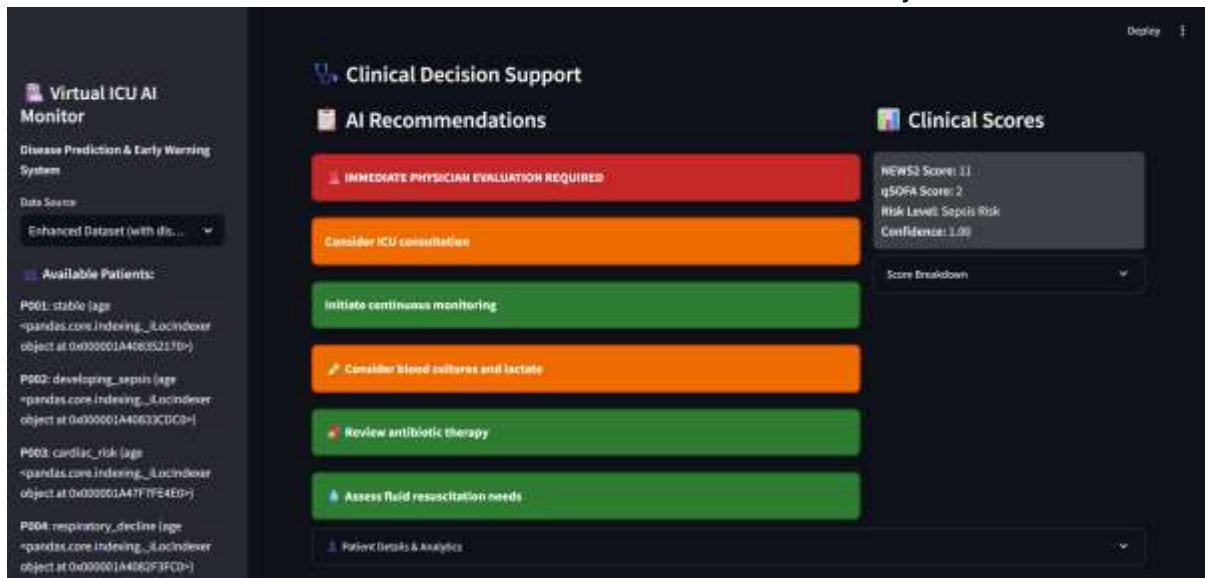 Deploy
Virtual ICU AI
Monitor
Disease Prediction & Early Warning
System
Data Source
Enhanced Dataset (with dis...
Available Patients:
P001: stable (age
<pandas.core.indexing._iLocIndexer
object at 0x000001A408352170>)
P002: developing_sepsis (age
<pandas.core.indexing._iLocIndexer
object at 0x000001A40833CDC0>)
P003: cardiac_risk (age
<pandas.core.indexing._iLocIndexer
object at 0x000001A47F7FE4E0>)
P004: respiratory_decline (age
<pandas.core.indexing._iLocIndexer
object at 0x000001A4082F3FC0>)
Clinical Decision Support
AI Recommendations
IMMEDIATE PHYSICIAN EVALUATION REQUIRED
Consider ICU consultation
Initiate continuous monitoring
Consider blood cultures and lactate
Review antibiotic therapy
Assess fluid resuscitation needs
Patient Details & Analytics
Clinical Scores
NEWS2 Score: 11
qSOFA Score: 2
Risk Level: Sepsis Risk
Confidence: 1.00
Score Breakdown